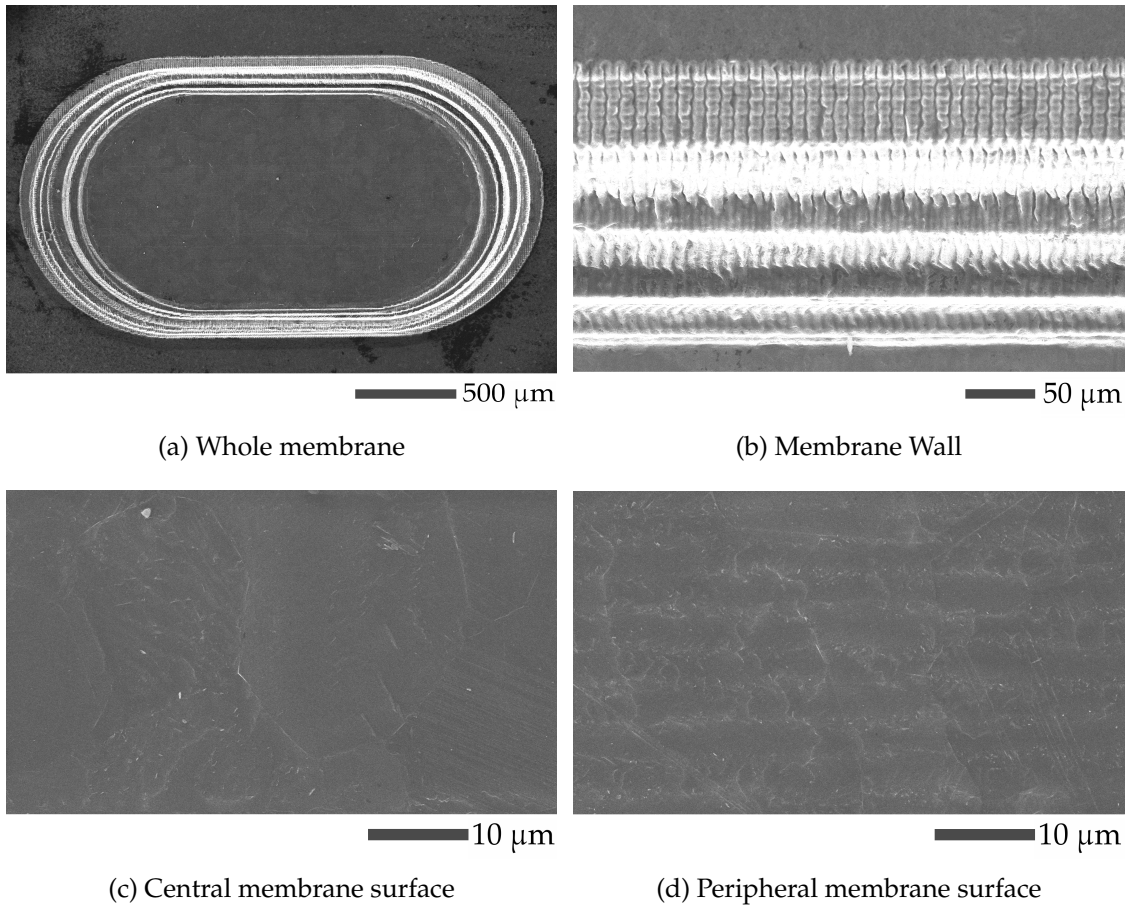 500 µm
50 µm
(a) Whole membrane
(b) Membrane Wall
10 µm
10 µm
(c) Central membrane surface
(d) Peripheral membrane surface